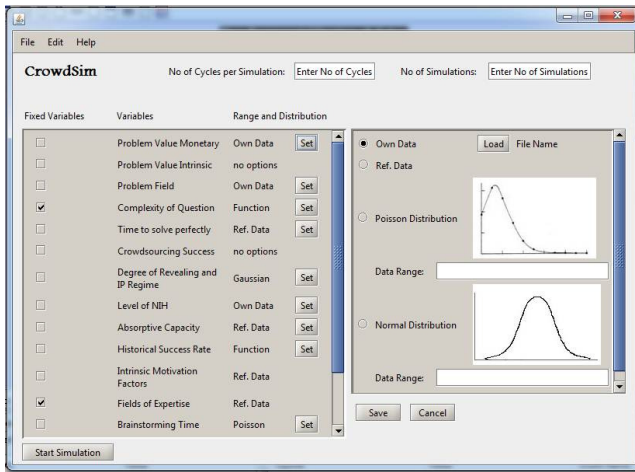 File Edit Help
CrowdSim No of Cycles per Simulation: Enter No of Cycles No of Simulations: Enter No of Simulations
Fixed Variables Variables Range and Distribution
Problem Value Monetary Own Data Set
Problem Value Intrinsic no options
Problem Field Own Data Set
Complexity of Question Function Set
Time to solve perfectly Ref. Data Set
Crowdsourcing Success no options
Degree of Revealing and
IP Regime Gaussian Set
Level of NIH Own Data Set
Absorptive Capacity Ref. Data Set
Historical Success Rate Function Set
Intrinsic Motivation
Factors Ref. Data
Fields of Expertise Ref. Data
Brainstorming Time Poisson Set
Own Data Load File Name
Ref. Data
Poisson Distribution
Data Range:
Normal Distribution
Data Range:
Save Cancel
Start Simulation